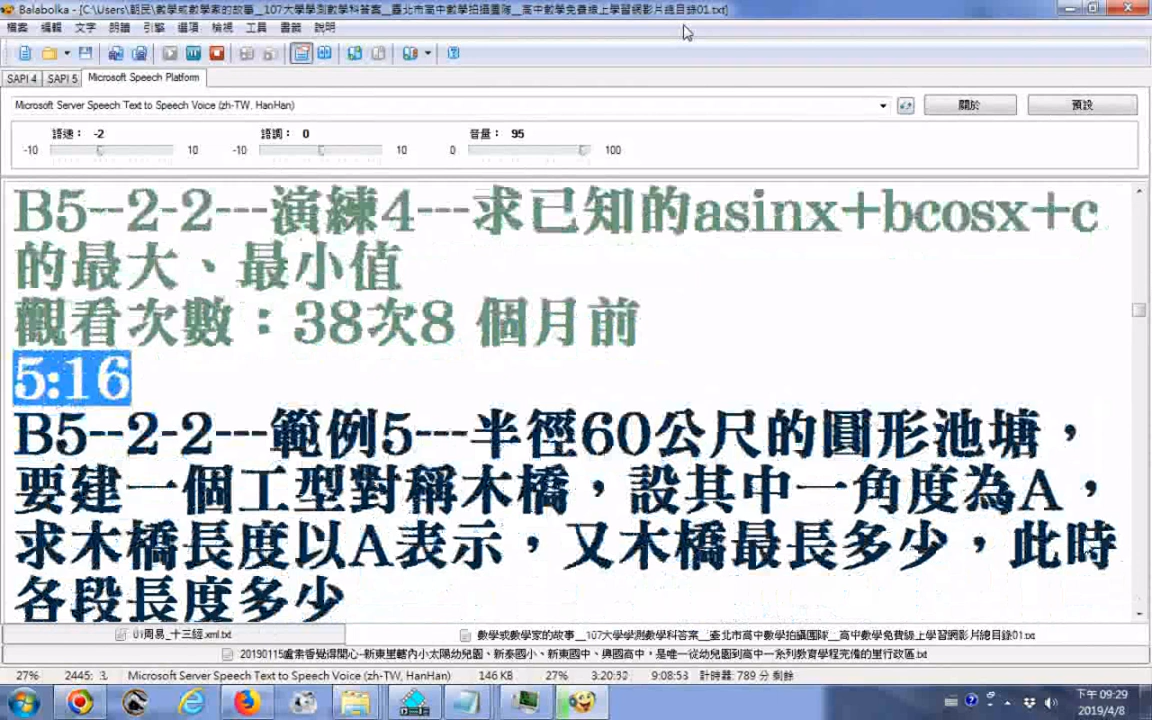 Balabolka - [C:\Users\範民\數學或數學家的故事__107大學學測數學科答案__臺北市高中數學拍攝團隊__高中數學免費線上學習網影片總目錄01.txt]
檔案 編輯 文字 朗讀 引擎 選項 檢視 工具 書籤 說明
SAPI 4 SAPI 5 Microsoft Speech Platform
Microsoft Server Speech Text to Speech Voice (zh-TW, HanHan) 關於 預設
語速： -2 語調： 0 音量： 95
-10 10 -10 10 0 100
B5--2-2---演練4---求已知的asinx+bcosx+c
的最大、最小值
觀看次數：38次8 個月前
5:16
B5--2-2---範例5---半徑60公尺的圓形池塘，
要建一個工型對稱木橋，設其中一角度為A，
求木橋長度以A表示，又木橋最長多少，此時
各段長度多少
01周易_十三經.xml.txt 數學或數學家的故事__107大學學測數學科答案__臺北市高中數學拍攝團隊__高中數學免費線上學習網影片總目錄01.txt
20190115盧素香覺得開心-新東里轄內小太陽幼兒園、新泰國小、新東國中、興國高中，是唯一從幼兒園到高中一系列教育學程完備的里行政區.txt
27% 2445: 1 Microsoft Server Speech Text to Speech Voice (zh-TW, HanHan) 146 KB 27% 3:20:52 9:08:53 計時器: 789 分 剩餘
下午 09:29
2019/4/8